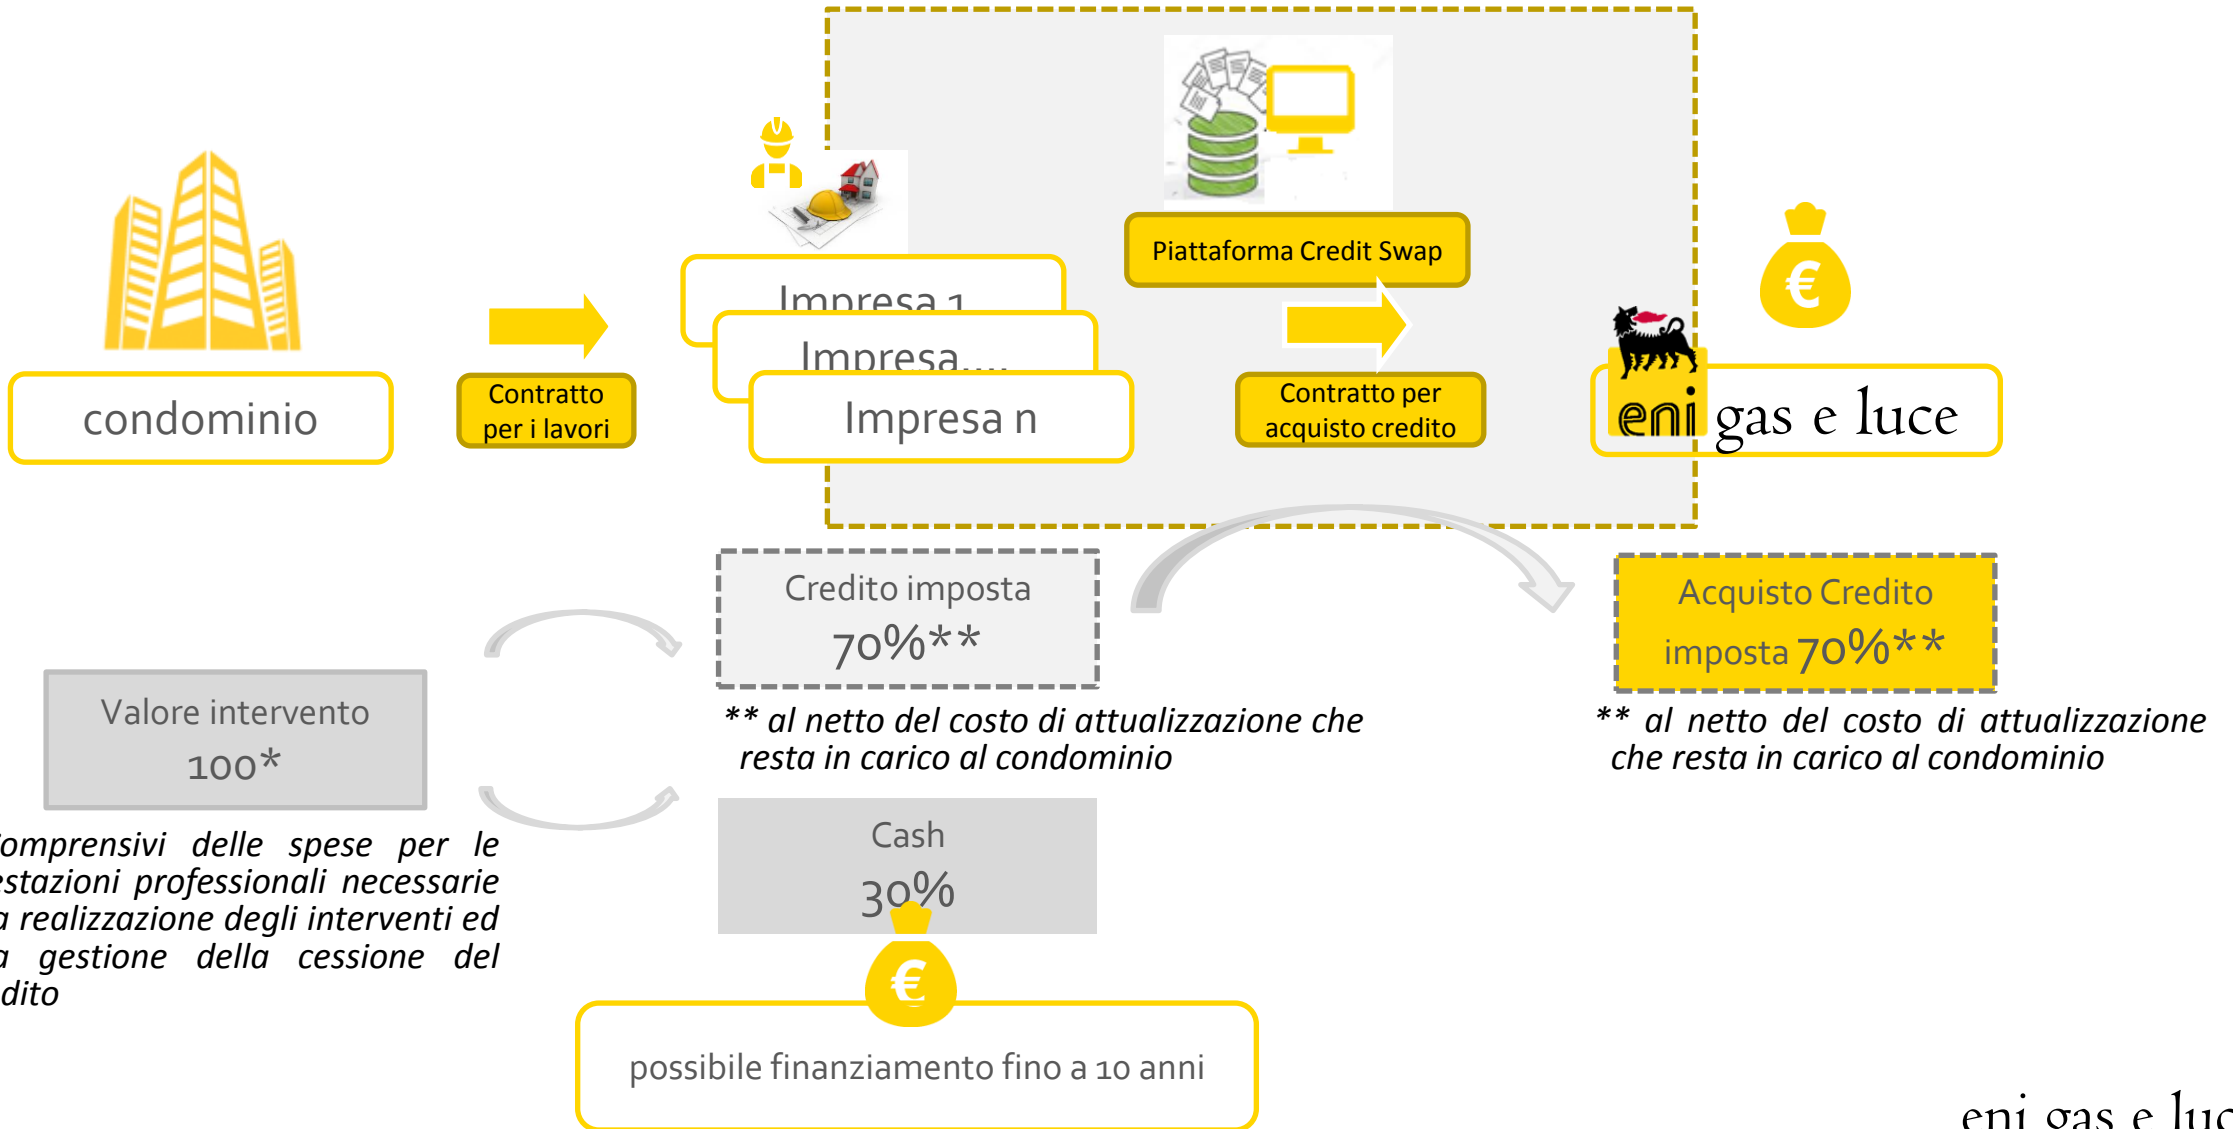 Piattaforma Credit Swap
condominio
Contratto
per i lavori
Impresa 1
Impresa....
Impresa n
Contratto per
acquisto credito
eni gas e luce
Valore intervento
100*
Credito imposta
70%**
** al netto del costo di attualizzazione che
resta in carico al condominio
Acquisto Credito
imposta 70%**
** al netto del costo di attualizzazione
che resta in carico al condominio
delle spese per le
professionali necessarie
realizzazione degli interventi ed
gestione della cessione del
Cash
30%
€
€
possibile finanziamento fino a 10 anni
eni gas e